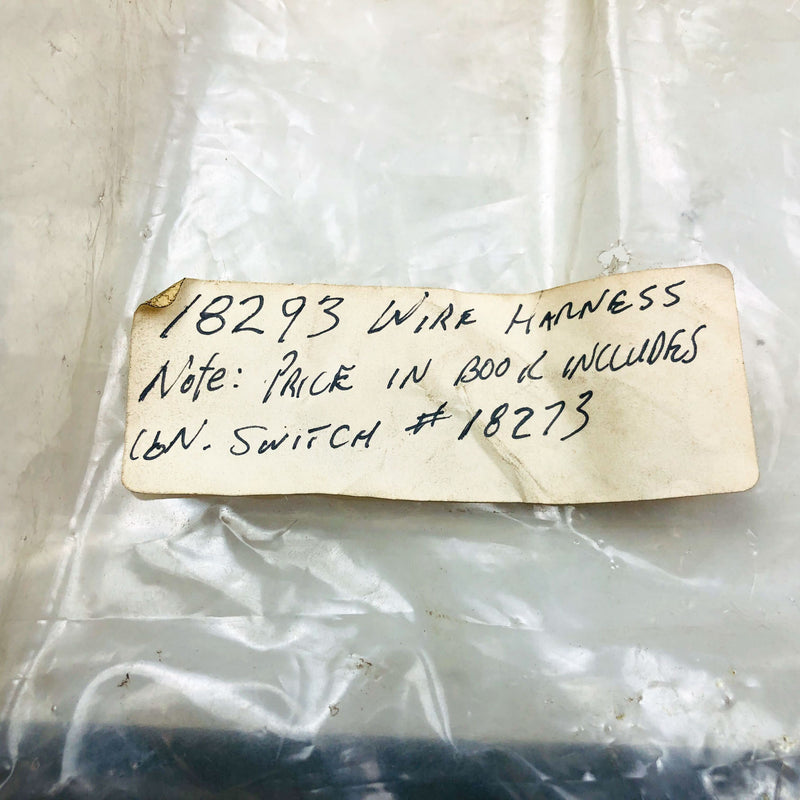 18293 WIRE HARNESS
Note: PRICE IN BOOK INCLUDES
IGN. SWITCH # 18273